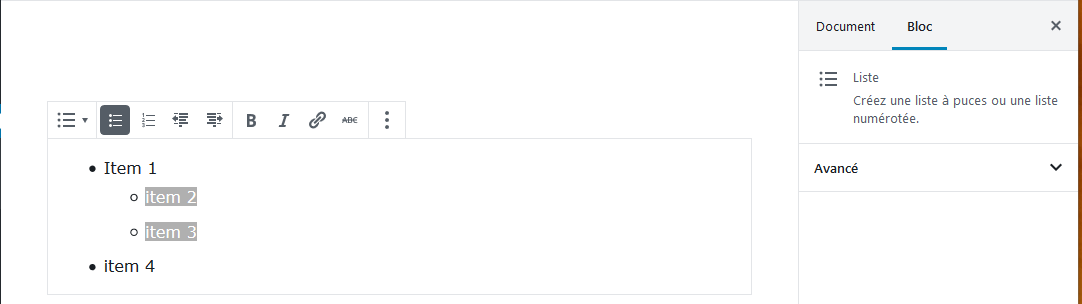 Document Bloc
Liste
Créez une liste à puces ou une liste
numérotée.
Avancé
B I ABC
Item 1
item 2
item 3
item 4